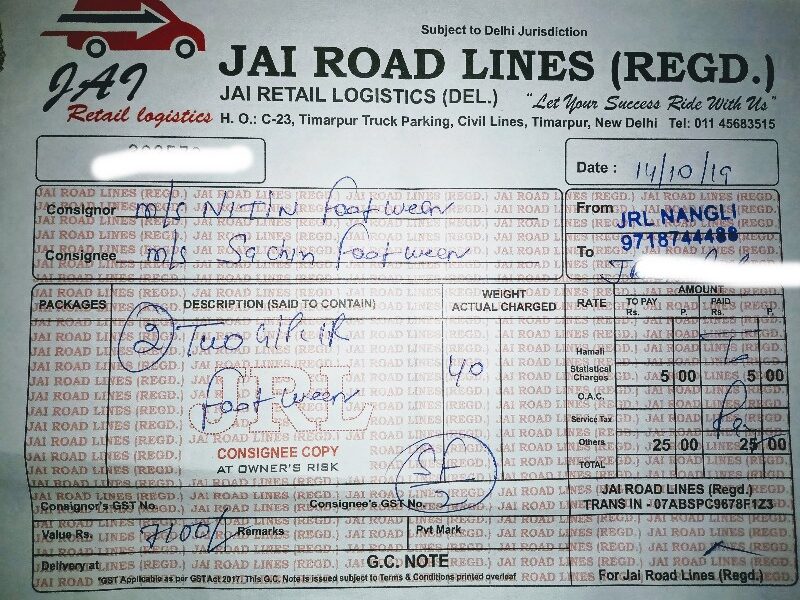 Subject to Delhi Jurisdiction
JAI
Retail logistics
JAI ROAD LINES (REGD.)
JAI RETAIL LOGISTICS (DEL.) "Let Your Success Ride With Us"
H. O.: C-23, Timarpur Truck Parking, Civil Lines, Timarpur, New Delhi Tel: 011 45683515
Date : 14/10/19
Consignor m/s NITIN footween
Consignee m/s Sachin footween
From JRL NANGLI
9718744488
To
PACKAGES DESCRIPTION (SAID TO CONTAIN) WEIGHT ACTUAL CHARGED RATE AMOUNT
TO PAY Rs. P. PAID Rs. P.
2 Two
footween
40
Hamali
Statistical Charges 5 00 5 00
O.A.C.
Service Tax
Others 25 00 25 00
TOTAL
JRL
CONSIGNEE COPY
AT OWNER'S RISK
Consignor's GST No. Consignee's GST No.
JAI ROAD LINES (Regd.)
TRANS IN - 07ABSPC9678F1Z3
Value Rs. 7100/ Remarks Pvt Mark
Delivery at G.C. NOTE
*GST Applicable as per GST Act 2017. This G.C. Note is issued subject to Terms & Conditions printed overleaf
For Jai Road Lines (Regd.)